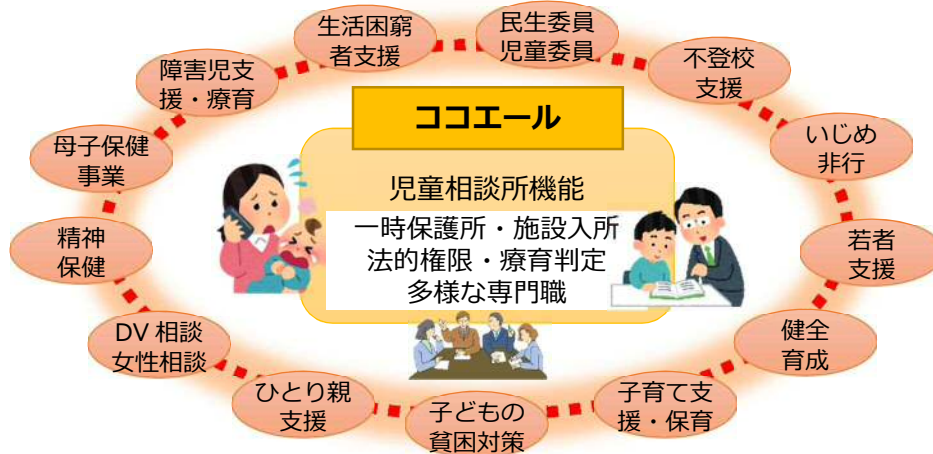 生活困窮
者支援
民生委員
児童委員
不登校
支援
障害児支
援・療育
いじめ
非行
母子保健
事業
ココエール
児童相談所機能
一時保護所・施設入所
法的権限・療育判定
多様な専門職
精神
保健
若者
支援
DV 相談
女性相談
健全
育成
ひとり親
支援
子どもの
貧困対策
子育て支
援・保育